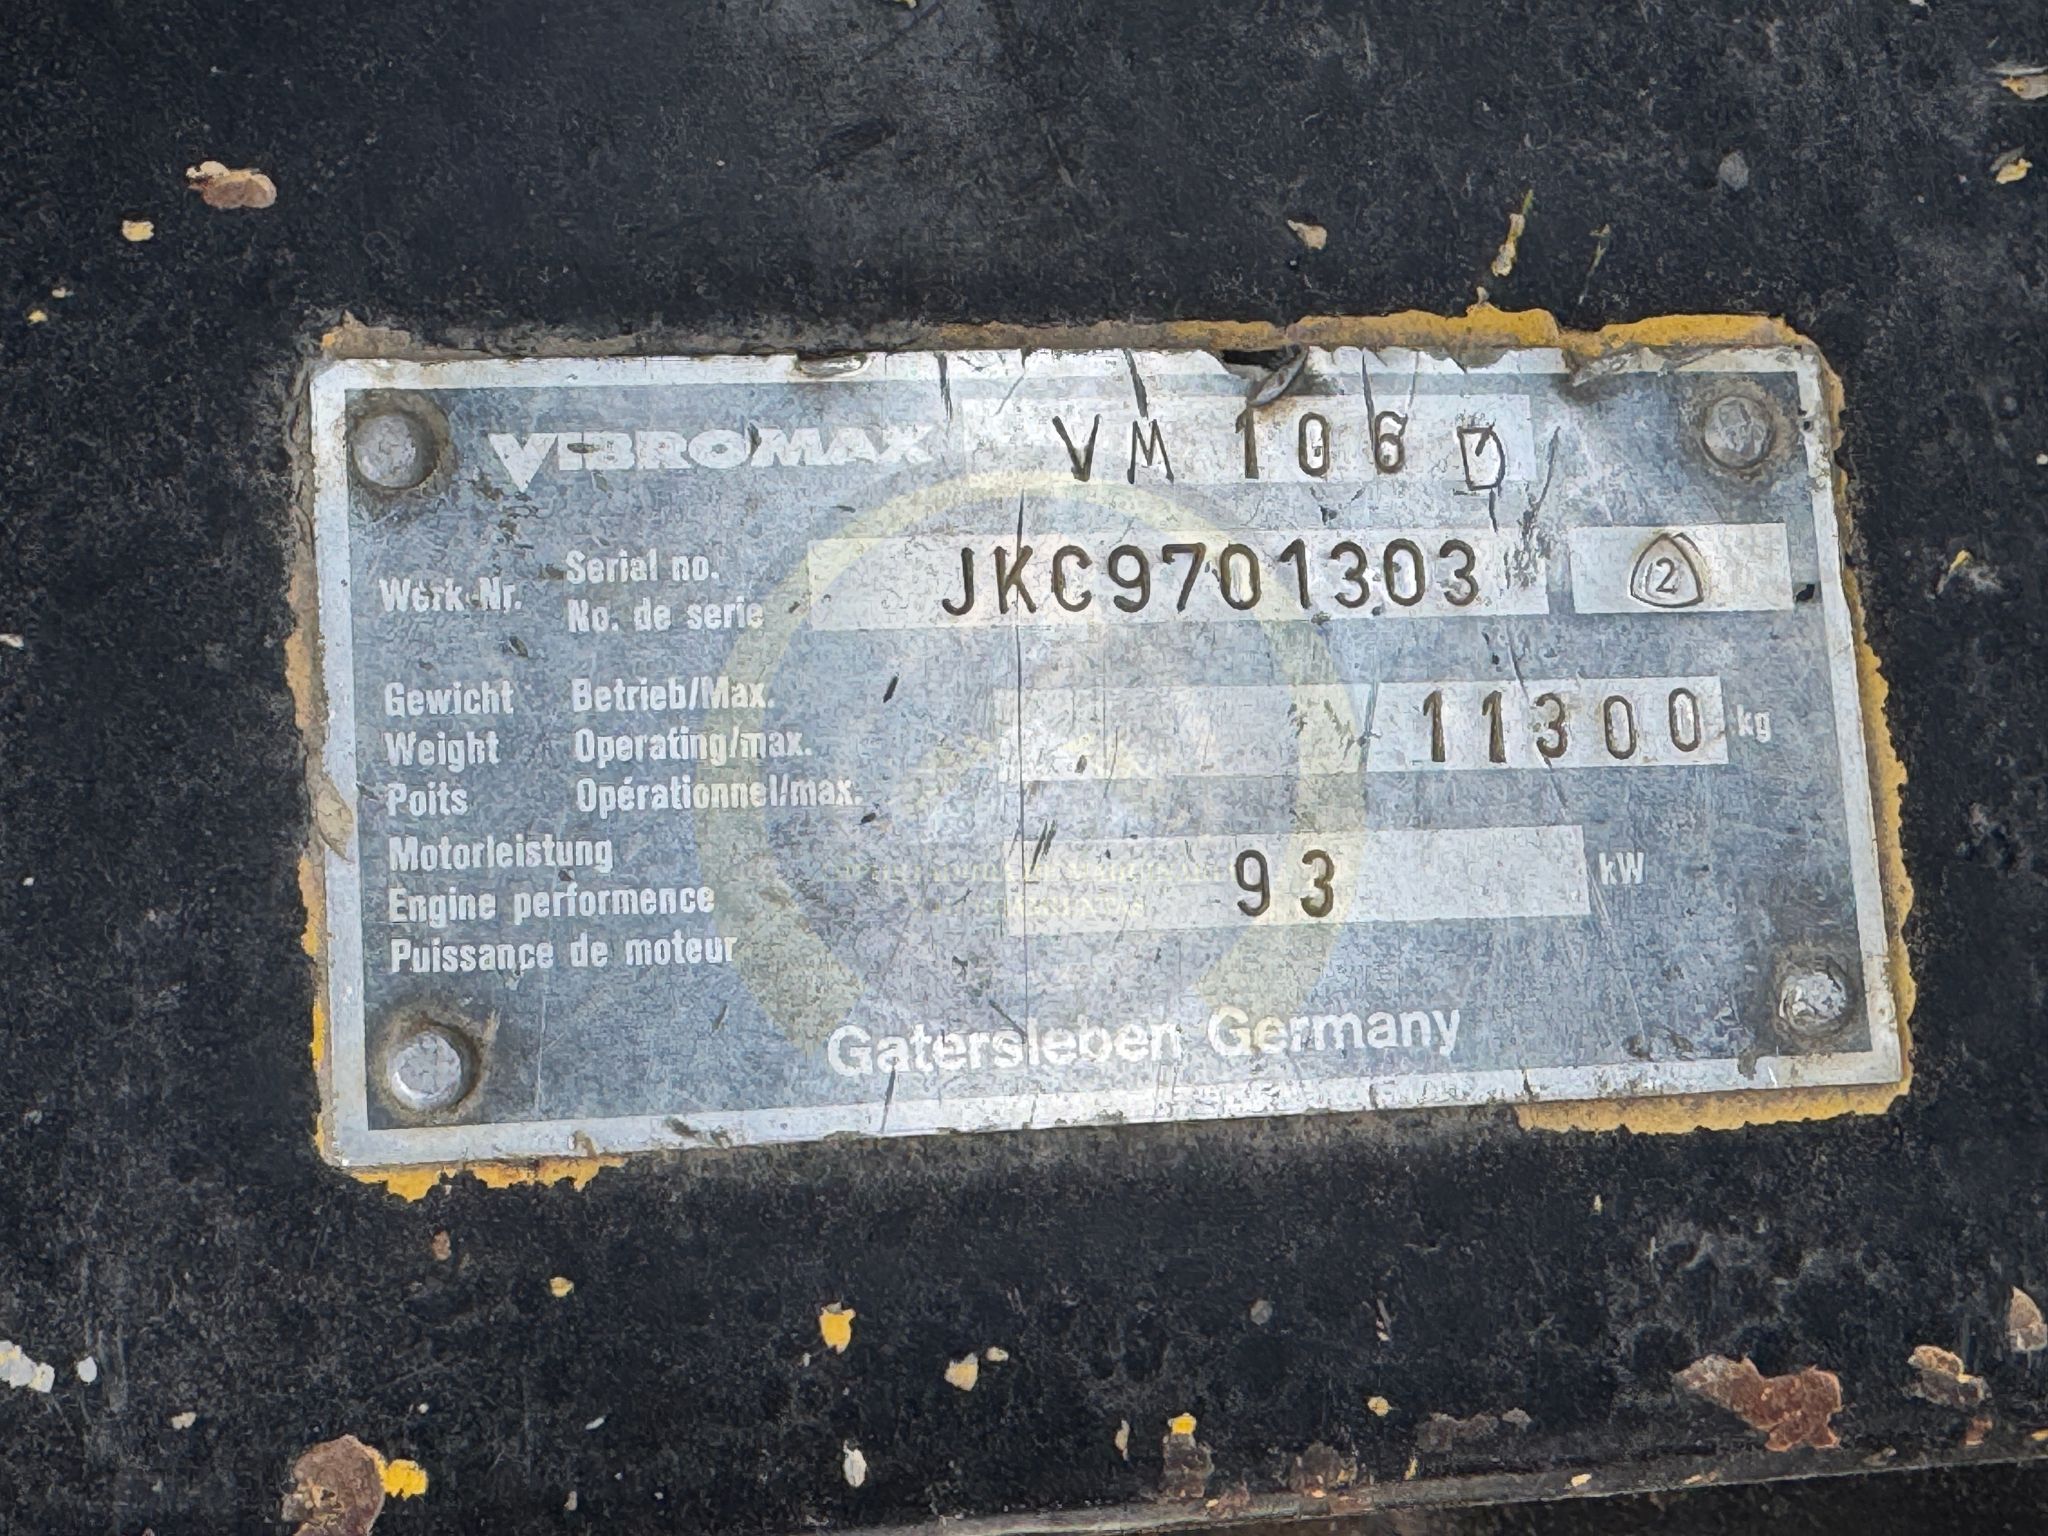 VIBROMAX VM 106 D
Werk-Nr. Serial no. JKC9701303 2
No. de serie
Gewicht Betrieb/Max.
Weight Operating/max. 11300 kg
Poits Opérationnel/max.
Motorleistung
Engine performence 93 kW
Puissance de moteur
Gatersleben Germany